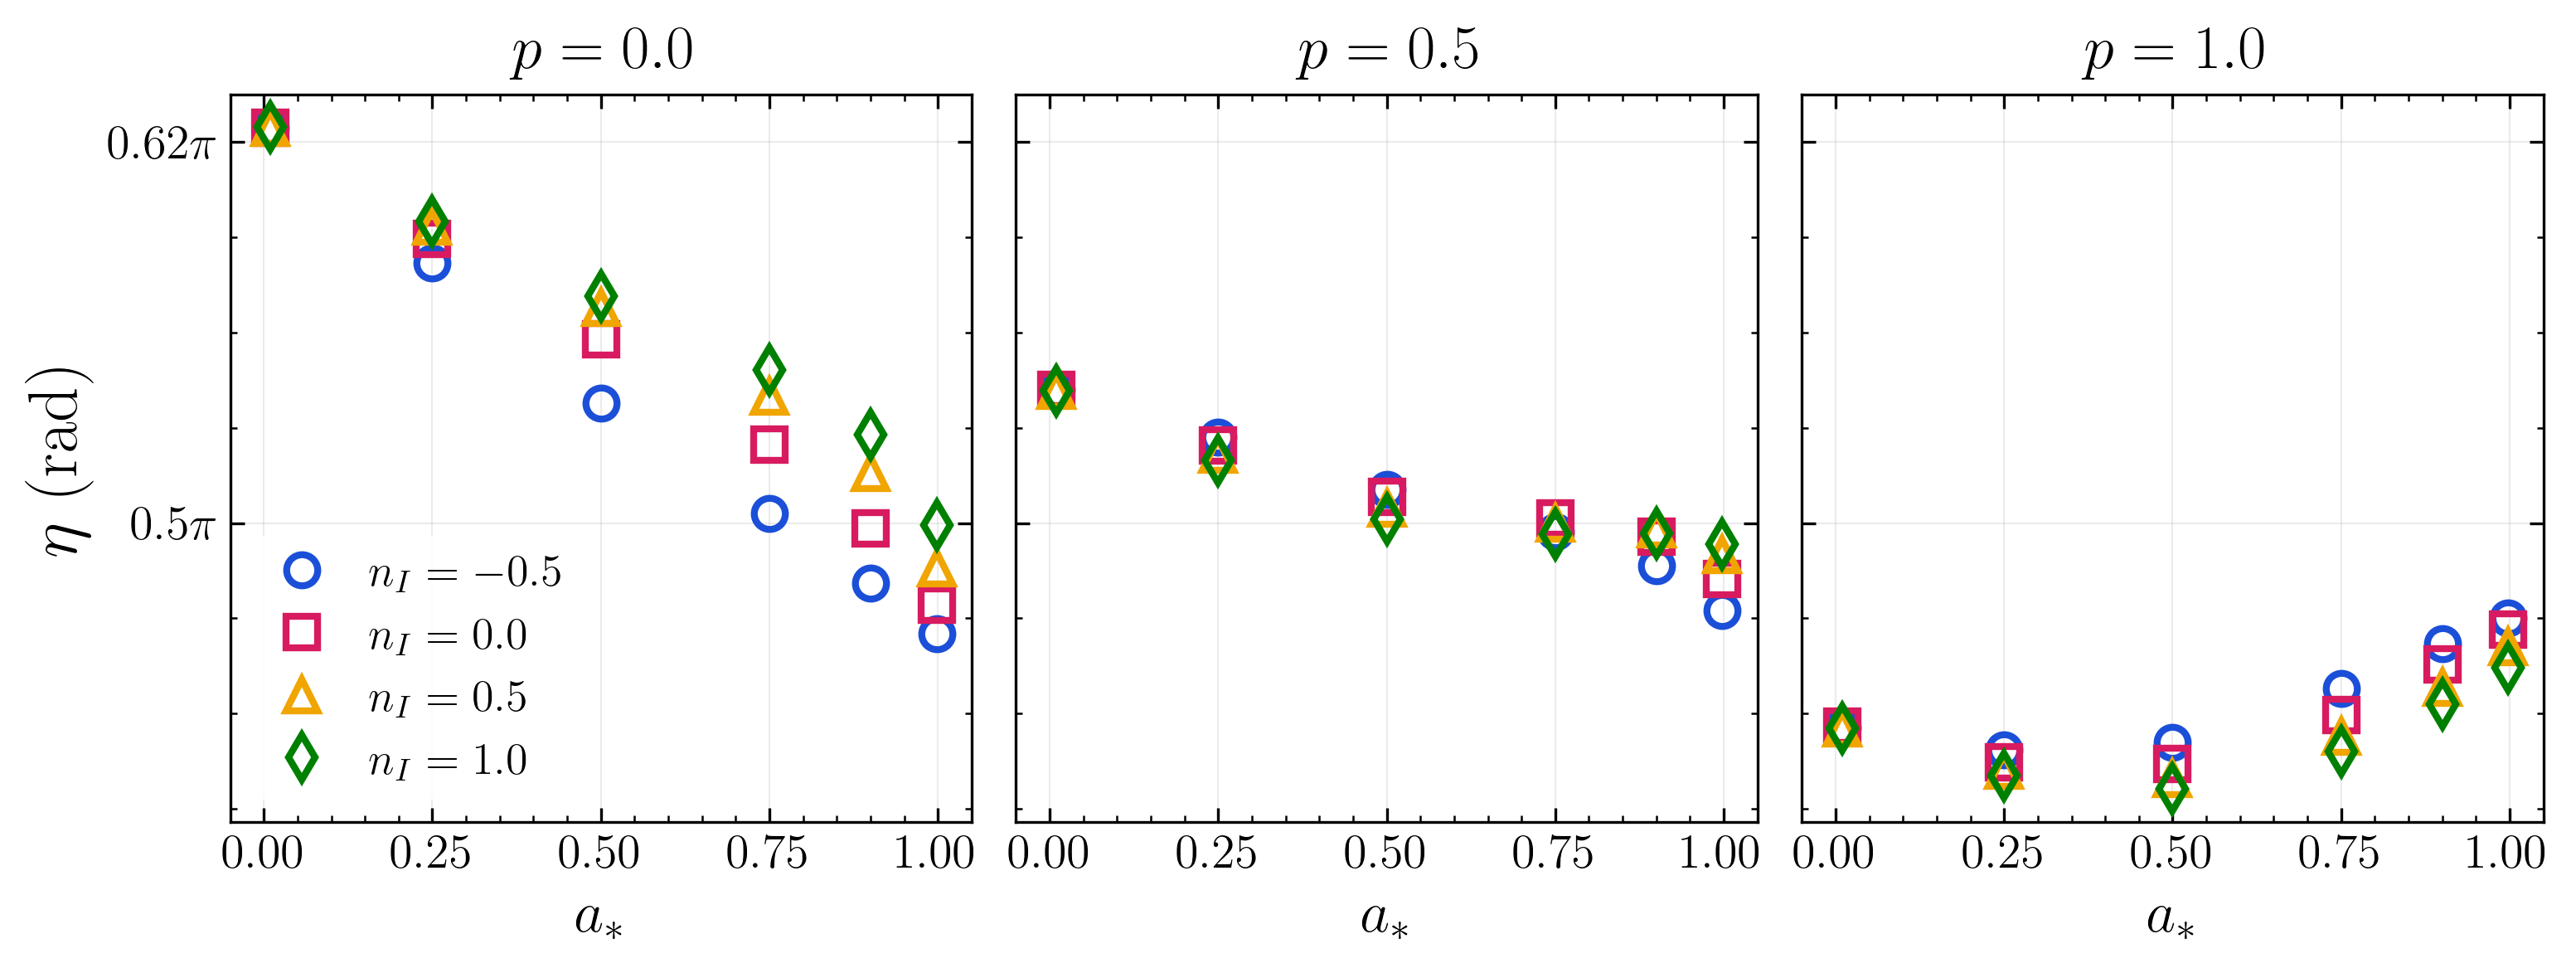 p = 0.0
p = 0.5
p = 1.0
η (rad)
0.62π
0.5π
n_I = −0.5
n_I = 0.0
n_I = 0.5
n_I = 1.0
0.00 0.25 0.50 0.75 1.00
0.00 0.25 0.50 0.75 1.00
0.00 0.25 0.50 0.75 1.00
a_*
a_*
a_*